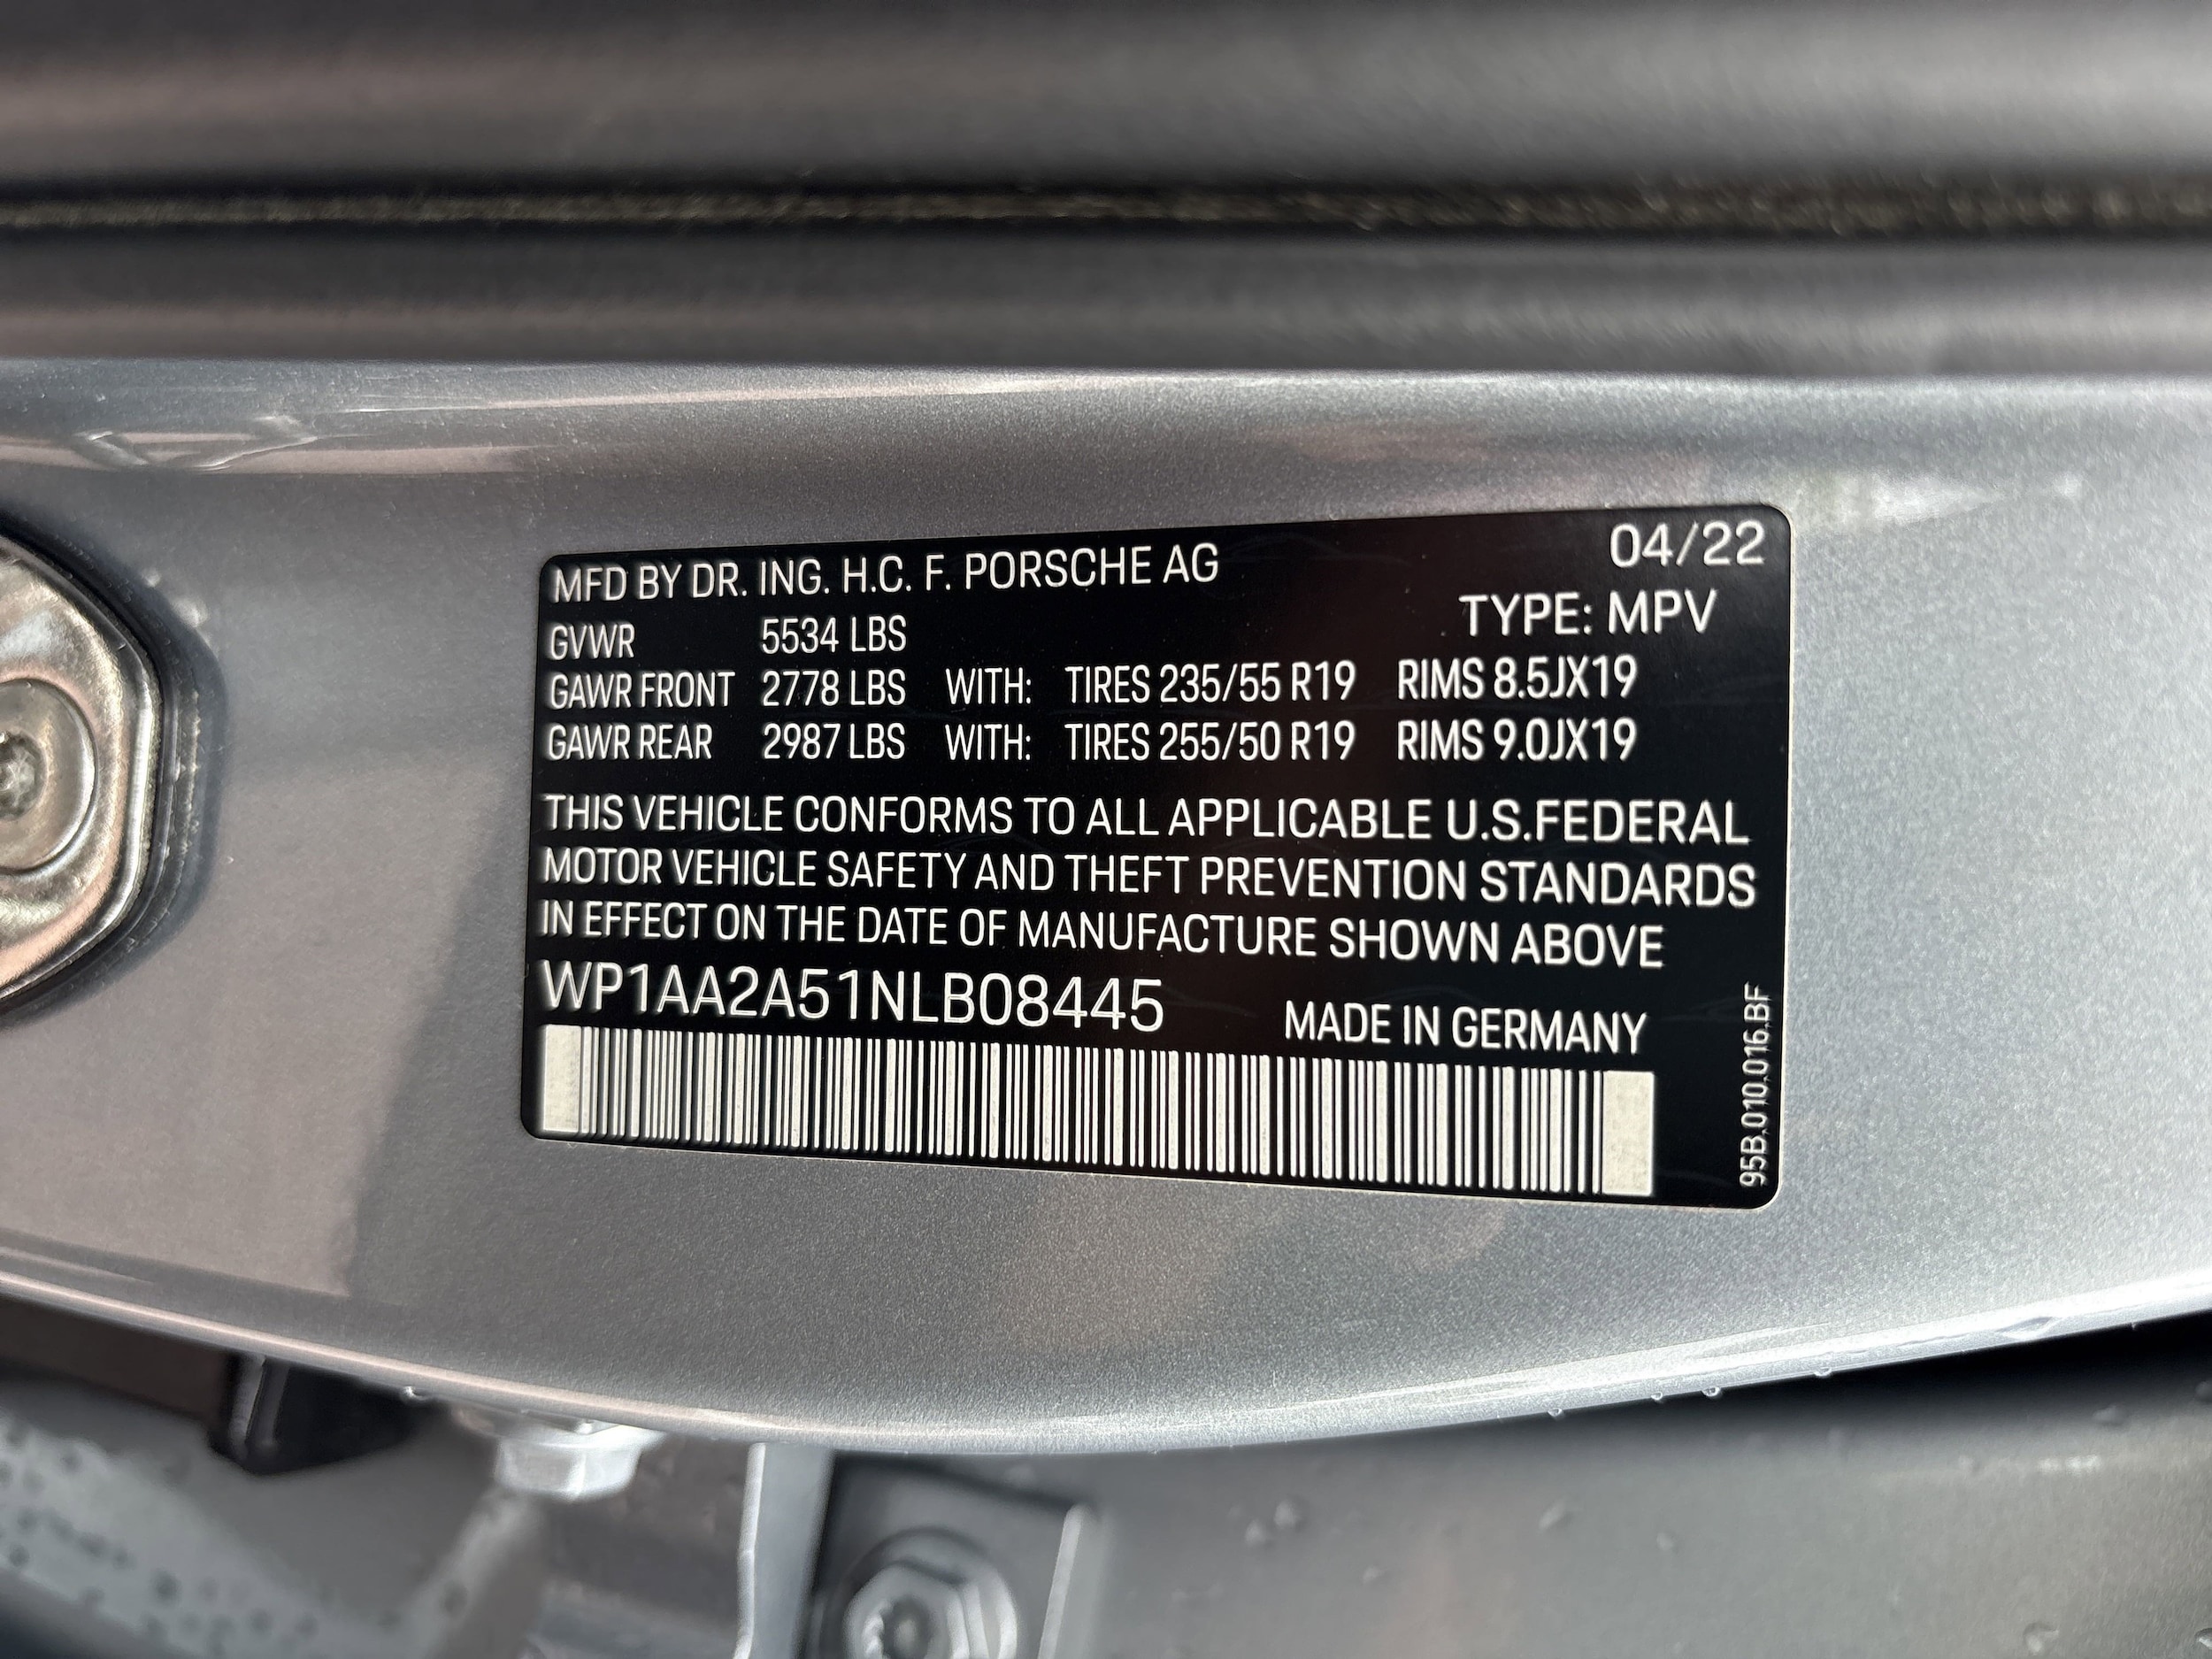 MFD BY DR. ING. H.C. F. PORSCHE AG 04/22
TYPE: MPV
GVWR 5534 LBS
GAWR FRONT 2778 LBS WITH: TIRES 235/55 R19 RIMS 8.5JX19
GAWR REAR 2987 LBS WITH: TIRES 255/50 R19 RIMS 9.0JX19
THIS VEHICLE CONFORMS TO ALL APPLICABLE U.S.FEDERAL
MOTOR VEHICLE SAFETY AND THEFT PREVENTION STANDARDS
IN EFFECT ON THE DATE OF MANUFACTURE SHOWN ABOVE
WP1AA2A51NLB08445
MADE IN GERMANY
95B.010.016.BF